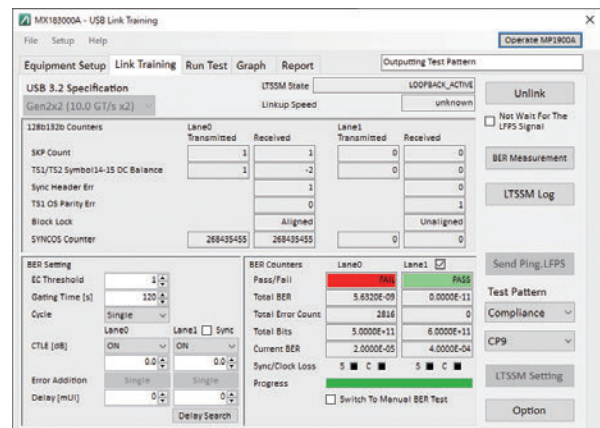 MX183000A - USB Link Training
File Setup Help Operate MP1900A
Equipment Setup Link Training Run Test Graph Report Outputting Test Pattern
USB 3.2 Specification LTSSM State LOOPBACK_ACTIVE Unlink
Gen2x2 (10.0 GT/s x2) Linkup Speed unknown
Not Wait For The
LFPS Signal
128b132b Counters Lane0 Lane1
Transmitted Received Transmitted Received
SKP Count 1 1 0 0 BER Measurement
TS1/TS2 Symbol14-15 DC Balance 1 -2 0 0
Sync Header Err 1 0 LTSSM Log
TS1 OS Parity Err 0 1
Block Lock Aligned Unaligned
SYNCOS Counter 268435455 268435455 0 0
BER Setting BER Counters Lane0 Lane1 Send Ping.LFPS
EC Threshold 1 Pass/Fail FAIL PASS
Gating Time [s] 120 Total BER 5.6320E-09 0.0000E-11 Test Pattern
Cycle Single Total Error Count 2816 0 Compliance
Lane0 Lane1 Sync Total Bits 5.0000E+11 6.0000E+11
CTLE [dB] ON ON Current BER 2.0000E-05 4.0000E-04 CP9
0.0 0.0 Sync/Clock Loss S C S C
Error Addition Single Single Progress LTSSM Setting
Delay [mUI] 0 0 Switch To Manual BER Test
Delay Search Option